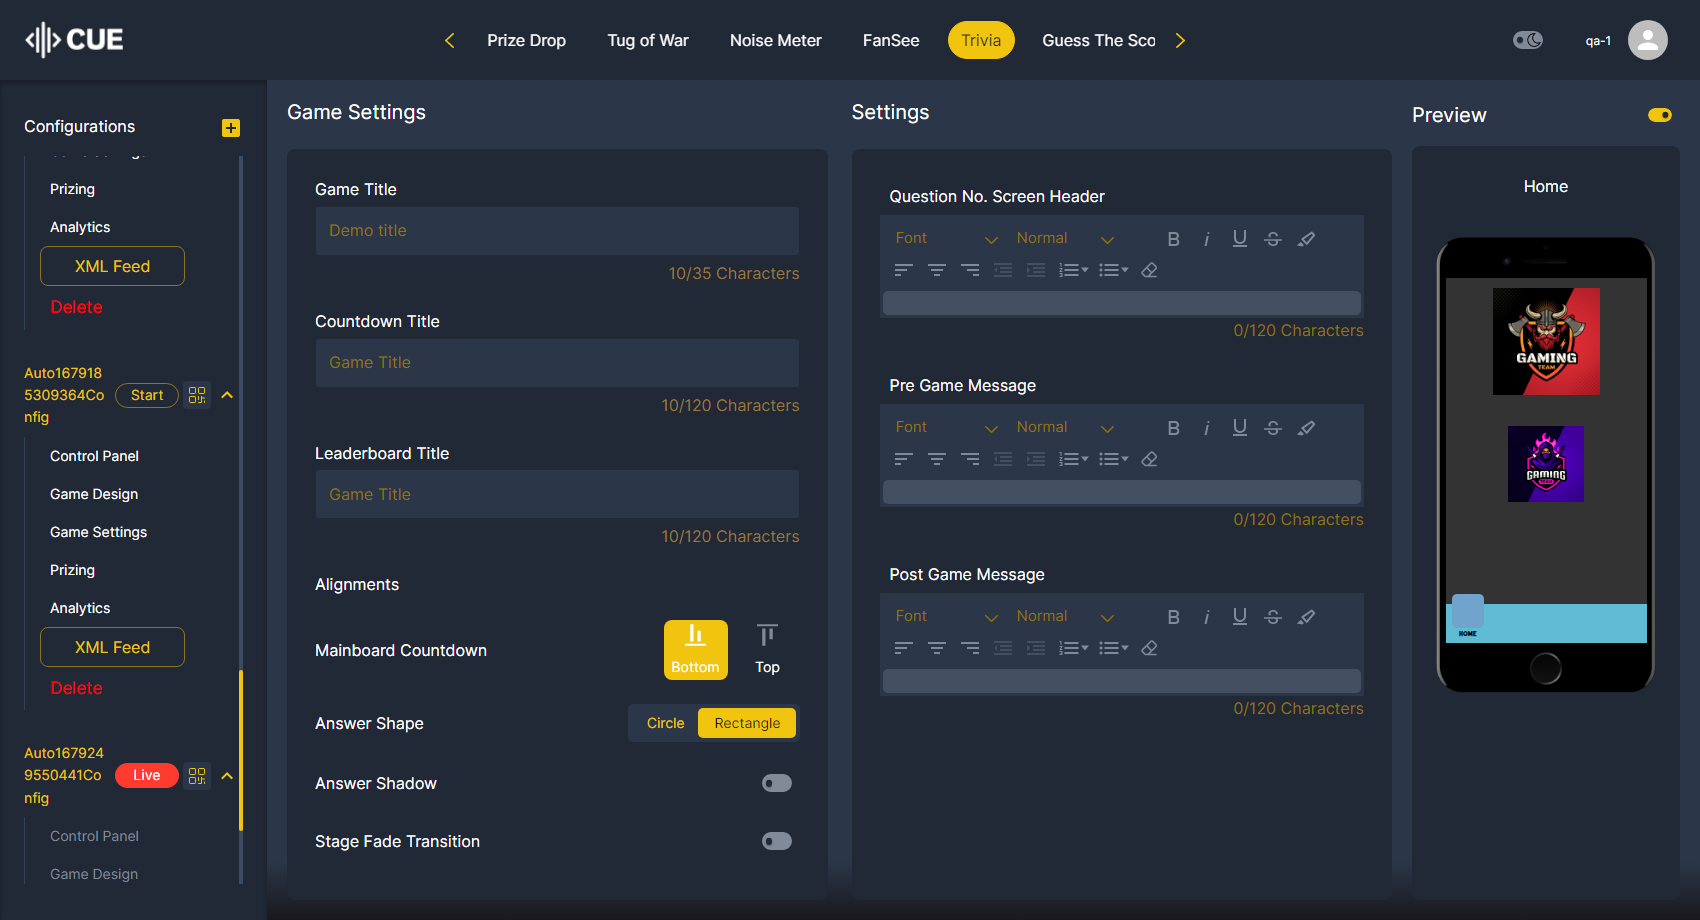 CUE
Prize Drop
Tug of War
Noise Meter
FanSee
Trivia
Guess The Sco
qa-1
Configurations
Prizing
Analytics
XML Feed
Delete
Auto167918
5309364Co
nfig
Start
Control Panel
Game Design
Game Settings
Prizing
Analytics
XML Feed
Delete
Auto167924
9550441Co
nfig
Live
Control Panel
Game Design
Game Settings
Game Title
Demo title
10/35 Characters
Countdown Title
Game Title
10/120 Characters
Leaderboard Title
Game Title
10/120 Characters
Alignments
Mainboard Countdown
Bottom
Top
Answer Shape
Circle
Rectangle
Answer Shadow
Stage Fade Transition
Settings
Question No. Screen Header
Font
Normal
B i U S
0/120 Characters
Pre Game Message
Font
Normal
B i U S
0/120 Characters
Post Game Message
Font
Normal
B i U S
0/120 Characters
Preview
Home
GAMING
TEAM
GAMING
HOME